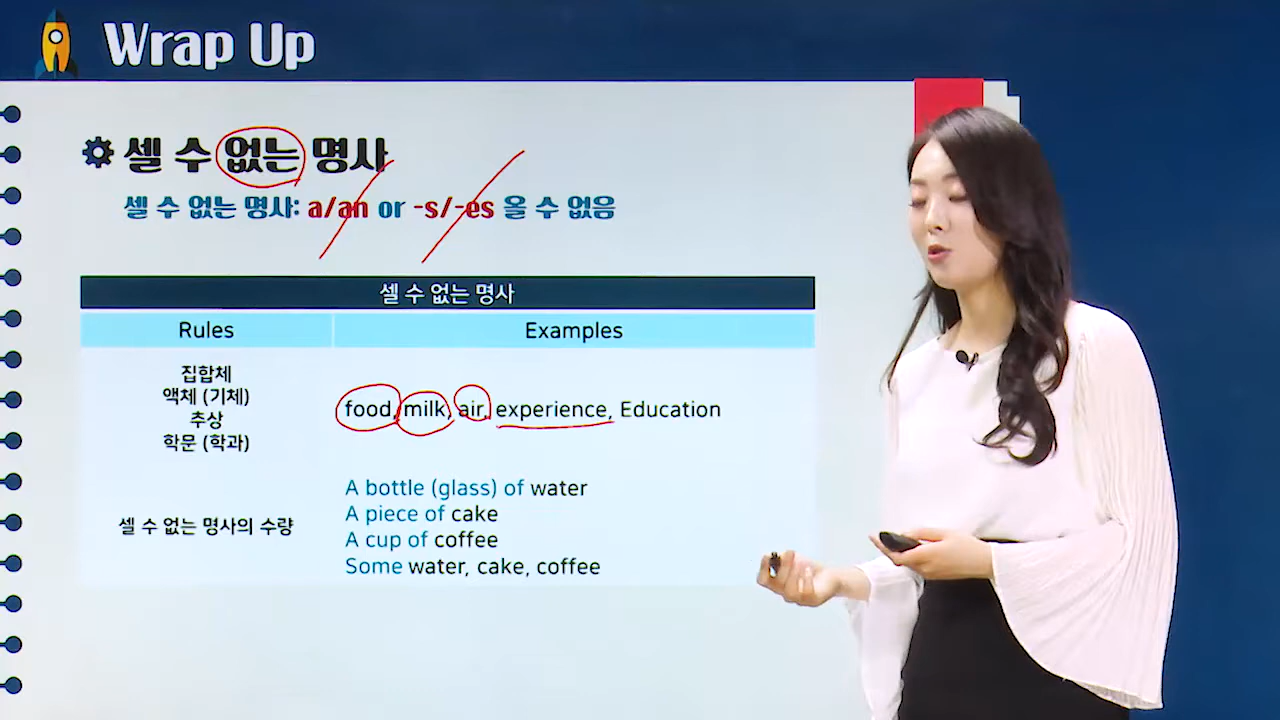 Wrap Up
셀 수 없는 명사
셀 수 없는 명사: a/an or -s/-es 올 수 없음
셀 수 없는 명사
Rules Examples
집합체
액체 (기체)
추상
학문 (학과)
food, milk, air, experience, Education
셀 수 없는 명사의 수량
A bottle (glass) of water
A piece of cake
A cup of coffee
Some water, cake, coffee